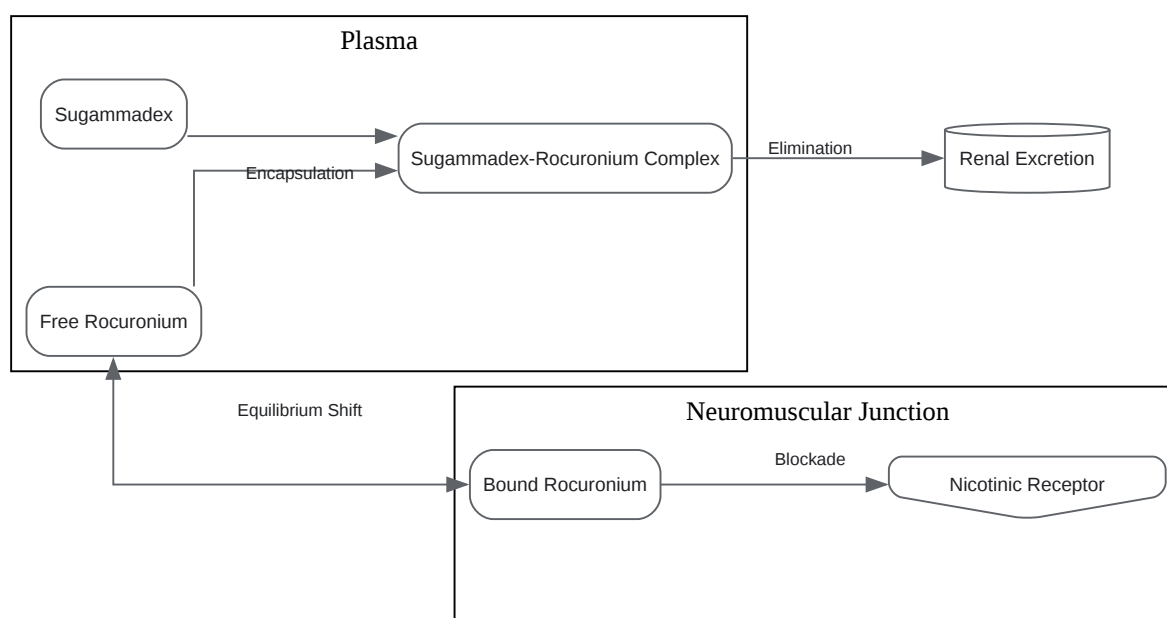 Plasma
Sugammadex
Sugammadex-Rocuronium Complex
Elimination
Renal Excretion
Encapsulation
Free Rocuronium
Equilibrium Shift
Neuromuscular Junction
Bound Rocuronium
Blockade
Nicotinic Receptor